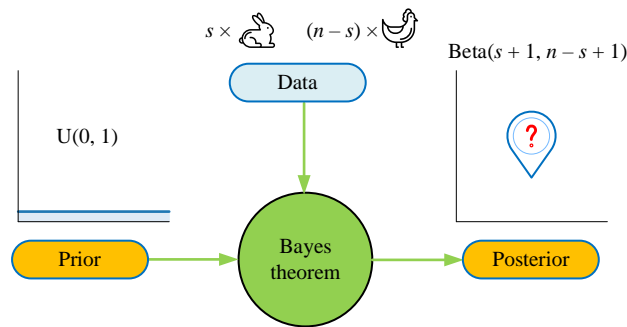 s × (n – s) ×
Data
Beta(s + 1, n – s + 1)
U(0, 1)
?
Bayes
theorem
Prior
Posterior